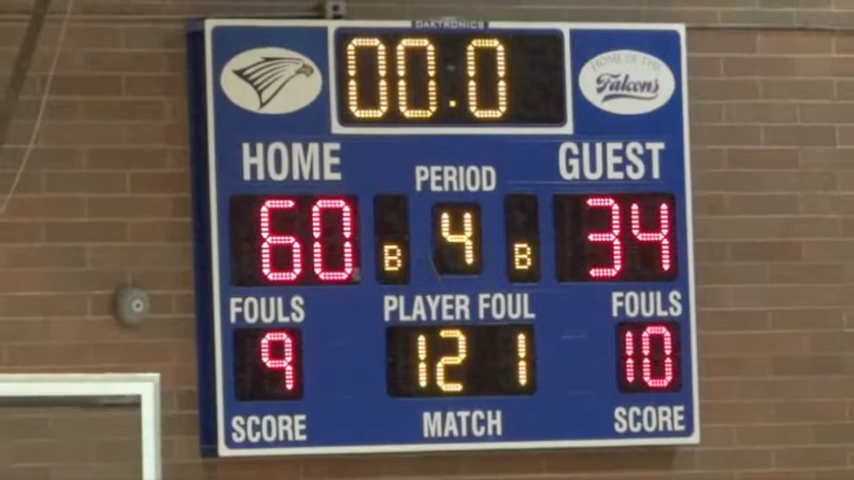 DAKTRONICS
00.0
HOME OF THE
Falcons
HOME
PERIOD
GUEST
60 B 4 B 34
FOULS PLAYER FOUL FOULS
9 12 1 10
SCORE MATCH SCORE